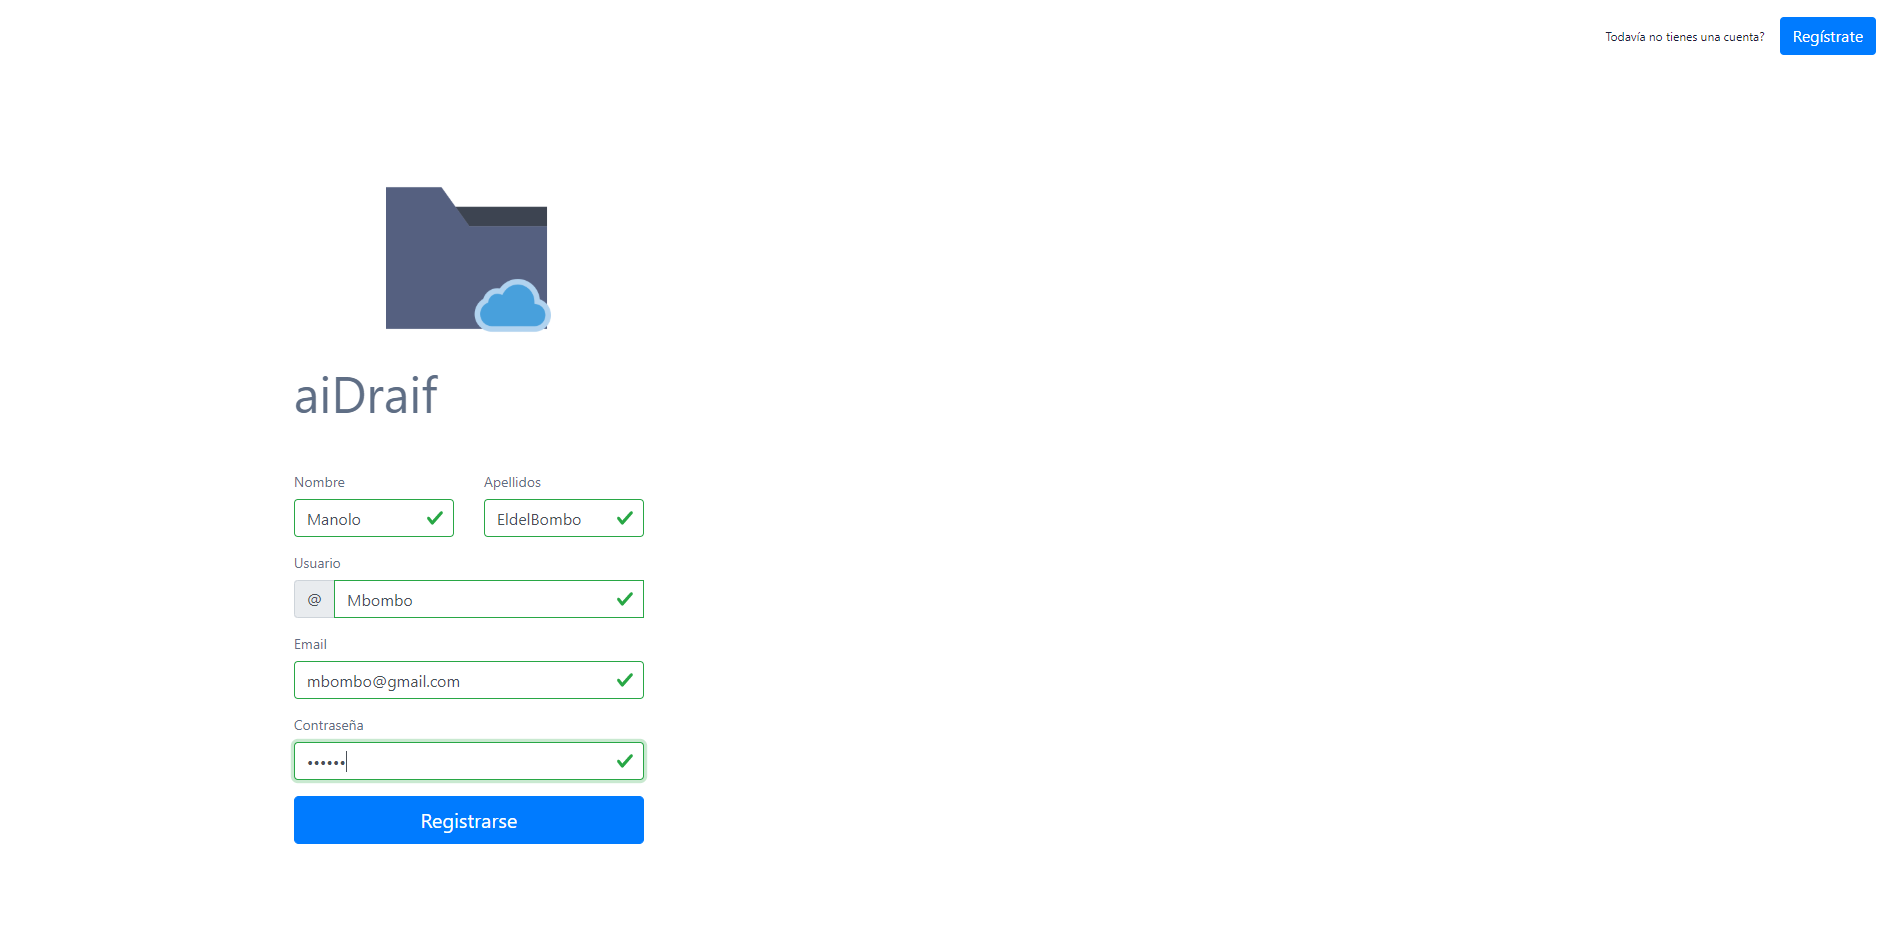 Todavía no tienes una cuenta? Regístrate
aiDraif
Nombre Apellidos
Manolo EldelBombo
Usuario
@ Mbombo
Email
mbombo@gmail.com
Contraseña
••••••
Registrarse